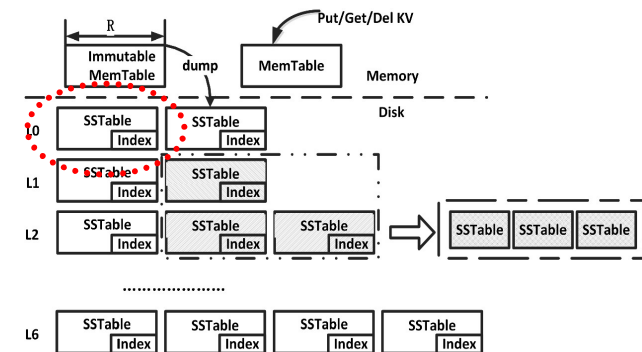 R
Put/Get/Del KV
Immutable
MemTable
dump
MemTable
Memory
Disk
L0
SSTable
Index
SSTable
Index
L1
SSTable
Index
SSTable
Index
L2
SSTable
Index
SSTable
Index
SSTable
Index
SSTable
SSTable
SSTable
........................
L6
SSTable
Index
SSTable
Index
SSTable
Index
SSTable
Index